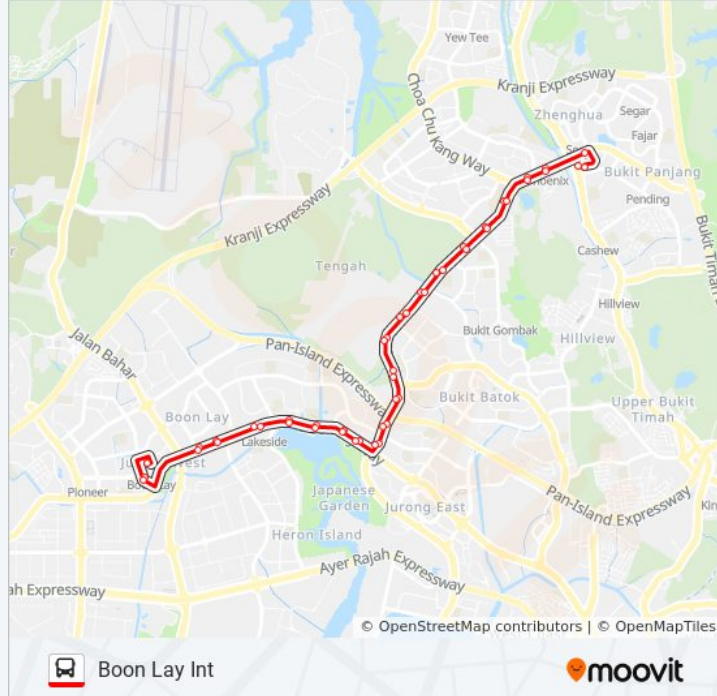 Yew Tee
Kranji Expressway
Choa Chu Kang Way
Zhenghua
Segar
Fajar
Bukit Panjang
Phoenix
Pending
Bukit Timah
Kranji Expressway
Cashew
Tengah
Hillview
Jalan Bahar
Bukit Gombak
Hillview
Pan-Island Expressway
Bukit Batok
Upper Bukit
Timah
Boon Lay
Lakeside
Pioneer
Boon Lay
Japanese
Garden
Jurong East
Pan-Island Expressway
Heron Island
Ayer Rajah Expressway
ah Expressway
© OpenStreetMap contributors | © OpenMapTiles
Boon Lay Int
moovit